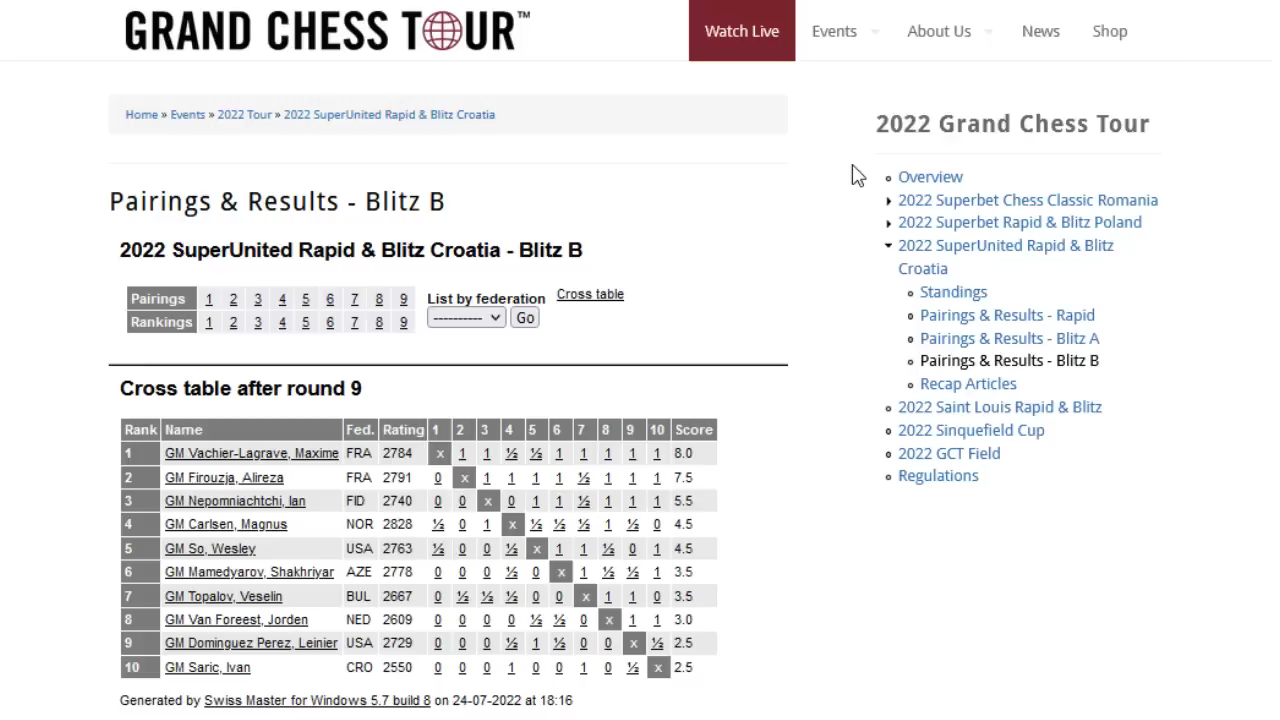 GRAND CHESS TOUR™
Watch Live Events About Us News Shop
Home » Events » 2022 Tour » 2022 SuperUnited Rapid & Blitz Croatia
Pairings & Results - Blitz B
2022 SuperUnited Rapid & Blitz Croatia - Blitz B
Pairings 1 2 3 4 5 6 7 8 9
Rankings 1 2 3 4 5 6 7 8 9
List by federation
Cross table
---------- Go
Cross table after round 9
Rank Name Fed. Rating 1 2 3 4 5 6 7 8 9 10 Score
1 GM Vachier-Lagrave, Maxime FRA 2784 x 1 1 ½ ½ 1 1 1 1 1 8.0
2 GM Firouzja, Alireza FRA 2791 0 x 1 1 1 1 ½ 1 1 1 7.5
3 GM Nepomniachtchi, Ian FID 2740 0 0 x 0 1 1 ½ 1 1 1 5.5
4 GM Carlsen, Magnus NOR 2828 ½ 0 1 x ½ ½ ½ 1 ½ 0 4.5
5 GM So, Wesley USA 2763 ½ 0 0 ½ x 1 1 ½ 0 1 4.5
6 GM Mamedyarov, Shakhriyar AZE 2778 0 0 0 ½ 0 x 1 ½ ½ 1 3.5
7 GM Topalov, Veselin BUL 2667 0 ½ ½ ½ 0 0 x 1 1 0 3.5
8 GM Van Foreest, Jorden NED 2609 0 0 0 0 ½ ½ 0 x 1 1 3.0
9 GM Dominguez Perez, Leinier USA 2729 0 0 0 ½ 1 ½ 0 0 x ½ 2.5
10 GM Saric, Ivan CRO 2550 0 0 0 1 0 0 1 0 ½ x 2.5
Generated by Swiss Master for Windows 5.7 build 8 on 24-07-2022 at 18:16
2022 Grand Chess Tour
Overview
2022 Superbet Chess Classic Romania
2022 Superbet Rapid & Blitz Poland
2022 SuperUnited Rapid & Blitz
Croatia
Standings
Pairings & Results - Rapid
Pairings & Results - Blitz A
Pairings & Results - Blitz B
Recap Articles
2022 Saint Louis Rapid & Blitz
2022 Sinquefield Cup
2022 GCT Field
Regulations